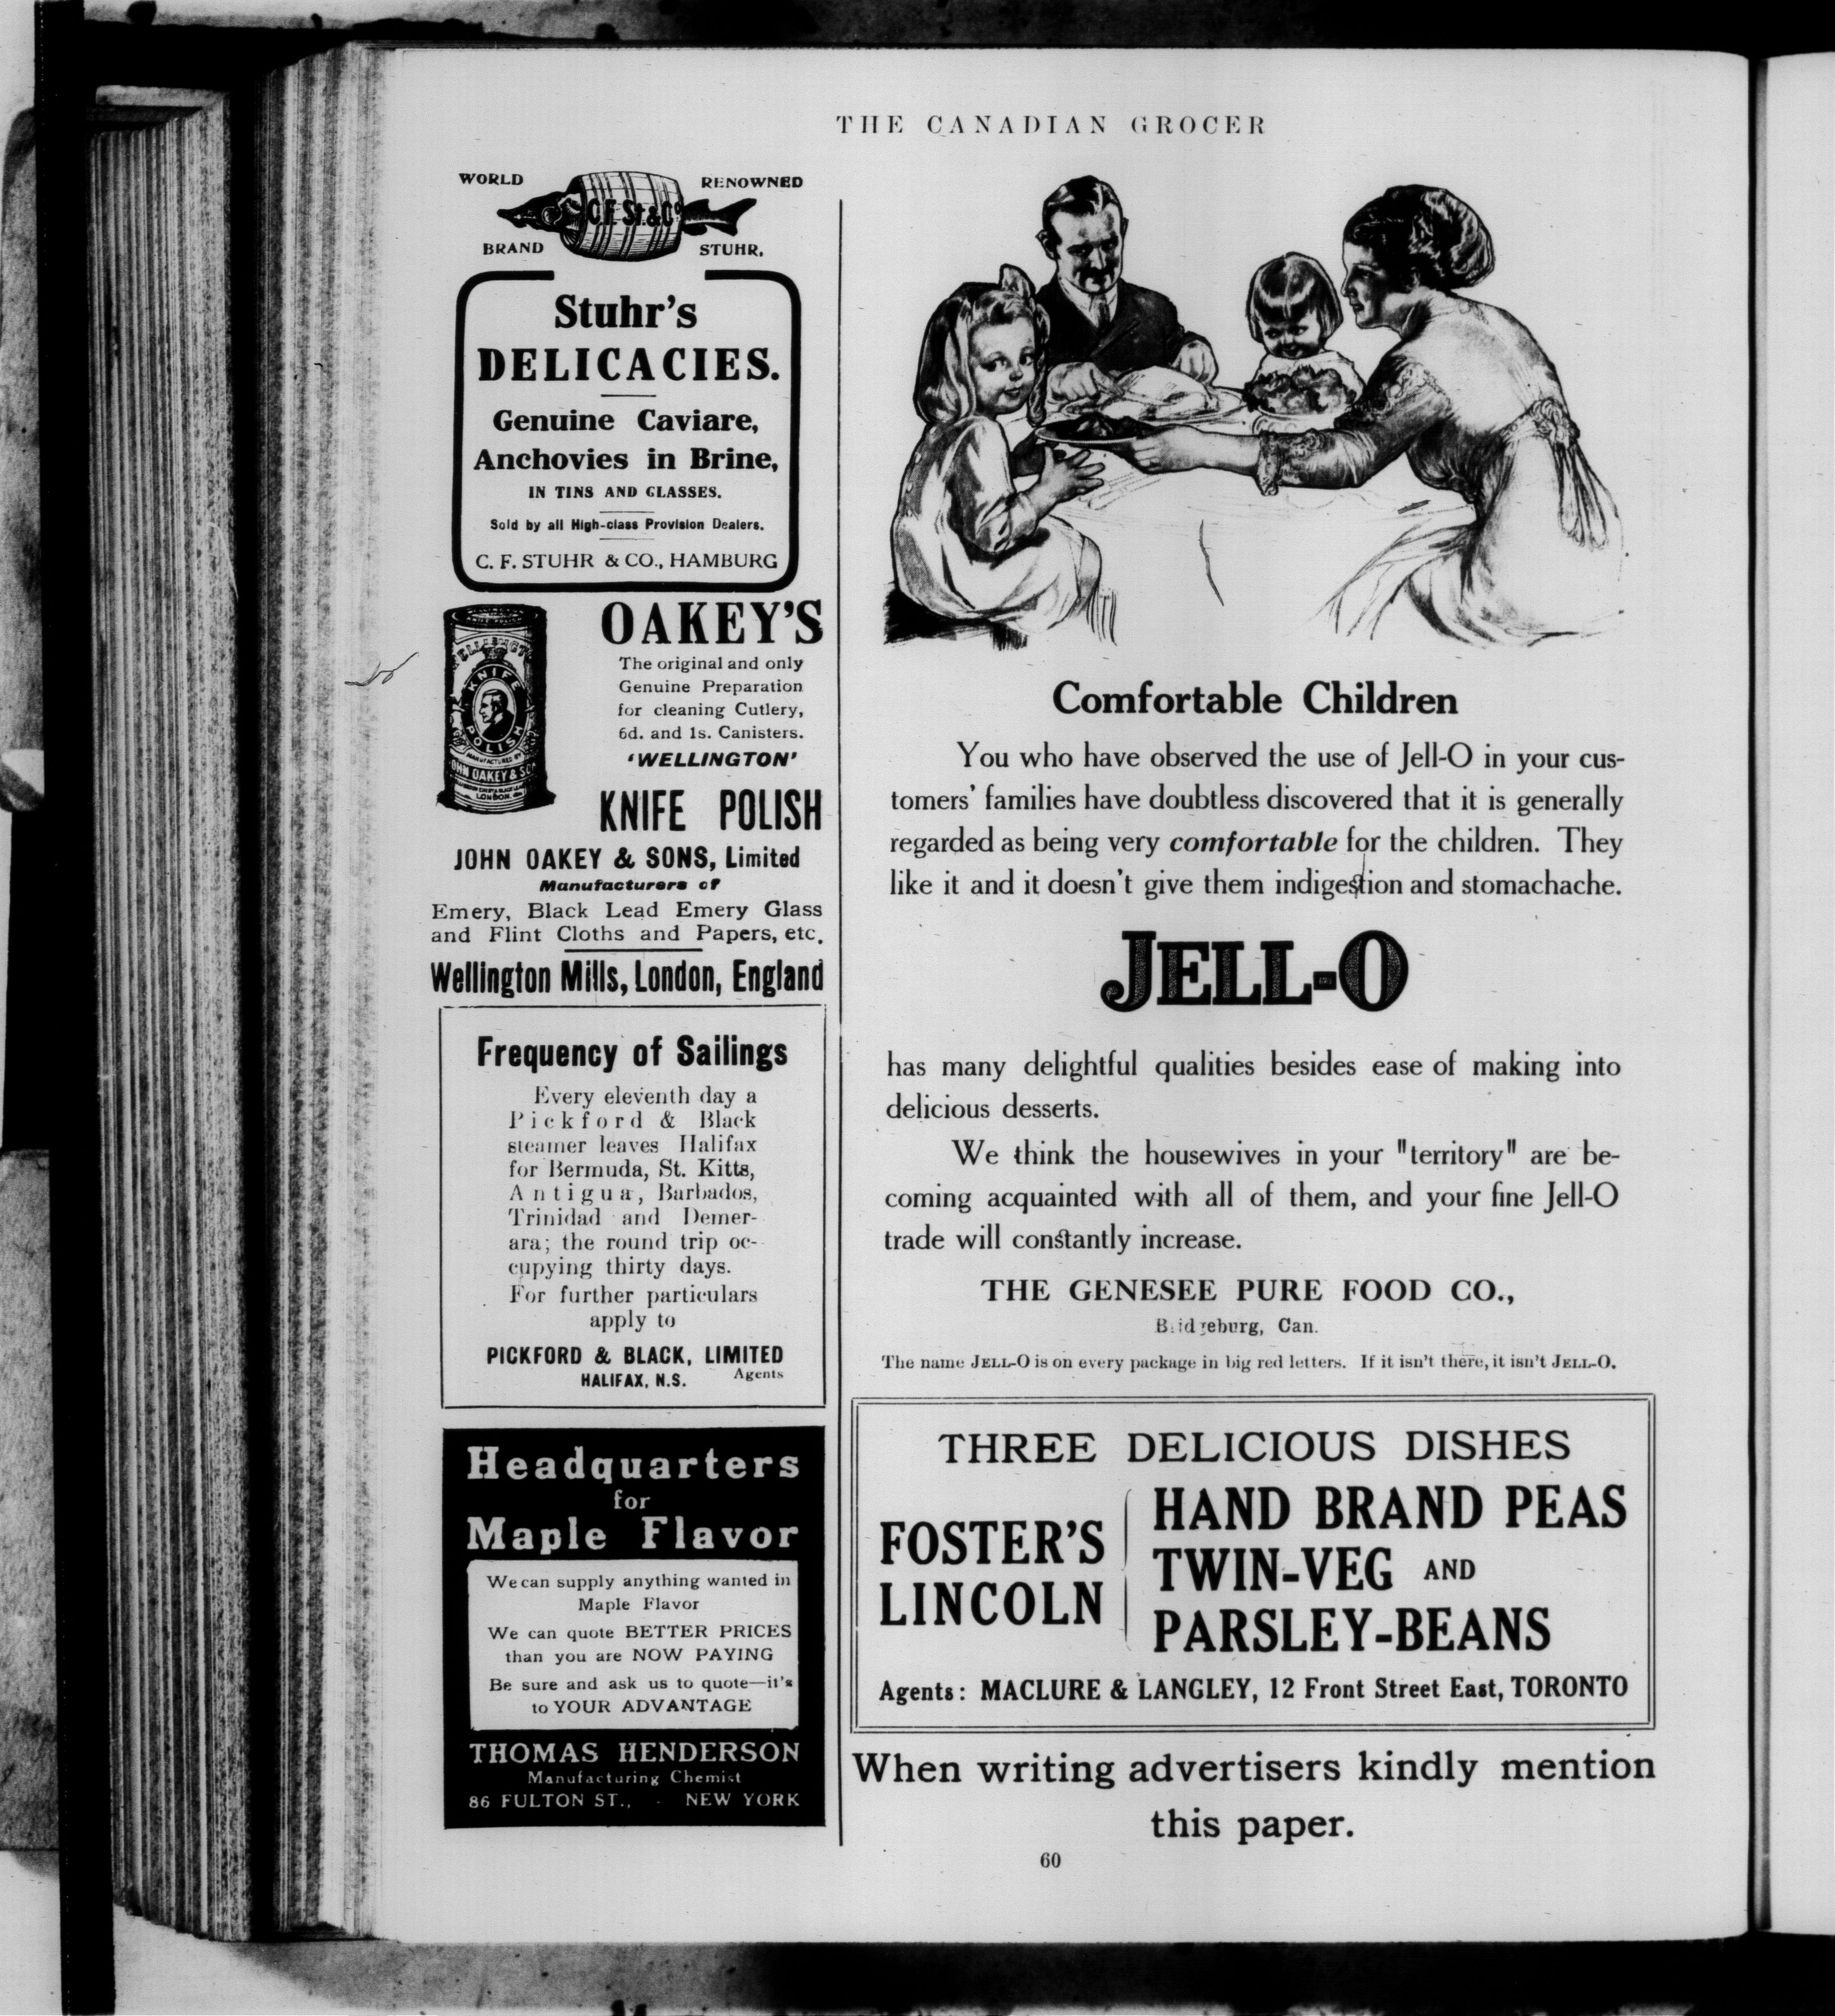 THE CANADIAN GROCER
WORLD RENOWNED
C.F. St. & Co
BRAND STUHR.
Stuhr's
DELICACIES.
Genuine Caviare,
Anchovies in Brine,
IN TINS AND GLASSES.
Sold by all High-class Provision Dealers.
C. F. STUHR & CO., HAMBURG
OAKEY'S
The original and only
Genuine Preparation
for cleaning Cutlery,
6d. and 1s. Canisters.
'WELLINGTON'
KNIFE POLISH
KNIFE
POLISH
MANUFACTURED BY
JOHN OAKEY & SONS
LONDON.
JOHN OAKEY & SONS, Limited
Manufacturers of
Emery, Black Lead Emery Glass
and Flint Cloths and Papers, etc.
Wellington Mills, London, England
Frequency of Sailings
Every eleventh day a
Pickford & Black
steamer leaves Halifax
for Bermuda, St. Kitts,
Antigua, Barbados,
Trinidad and Demer-
ara; the round trip oc-
cupying thirty days.
For further particulars
apply to
PICKFORD & BLACK, LIMITED
HALIFAX, N.S. Agents
Headquarters
for
Maple Flavor
We can supply anything wanted in
Maple Flavor
We can quote BETTER PRICES
than you are NOW PAYING
Be sure and ask us to quote—it's
to YOUR ADVANTAGE
THOMAS HENDERSON
Manufacturing Chemist
86 FULTON ST., - NEW YORK
Comfortable Children
You who have observed the use of Jell-O in your cus-
tomers' families have doubtless discovered that it is generally
regarded as being very comfortable for the children. They
like it and it doesn't give them indigestion and stomachache.
JELL-O
has many delightful qualities besides ease of making into
delicious desserts.
We think the housewives in your "territory" are be-
coming acquainted with all of them, and your fine Jell-O
trade will constantly increase.
THE GENESEE PURE FOOD CO.,
Bridgeburg, Can.
The name JELL-O is on every package in big red letters. If it isn't there, it isn't JELL-O.
THREE DELICIOUS DISHES
FOSTER'S
LINCOLN
HAND BRAND PEAS
TWIN-VEG AND
PARSLEY-BEANS
Agents: MACLURE & LANGLEY, 12 Front Street East, TORONTO
When writing advertisers kindly mention
this paper.
60